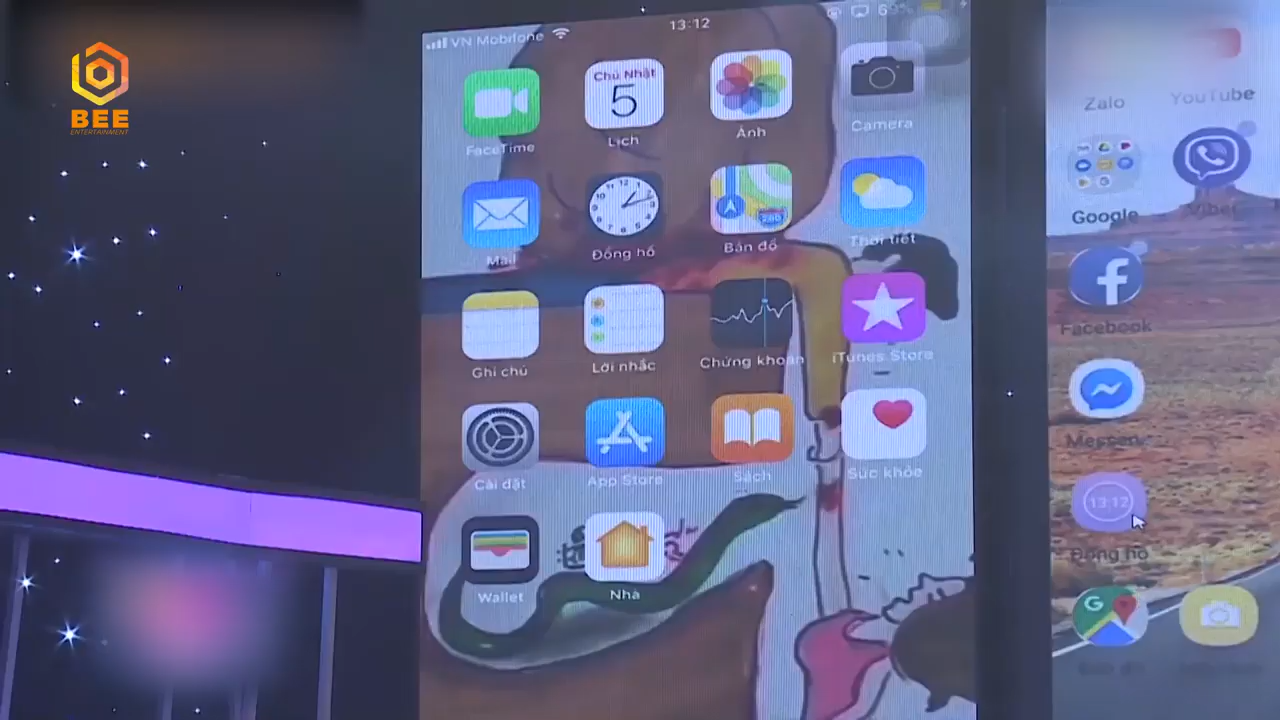 BEE
ENTERTAINMENT
VN Mobifone
13:12
FaceTime
Chủ Nhật
5
Lịch
Ảnh
Camera
Mail
Đồng hồ
280
Bản đồ
Thời tiết
Ghi chú
Lời nhắc
Chứng khoán
iTunes Store
Cài đặt
App Store
Sách
Sức khỏe
Wallet
Nhà
Zalo
YouTube
Google
Viber
Facebook
13:12
Đồng hồ